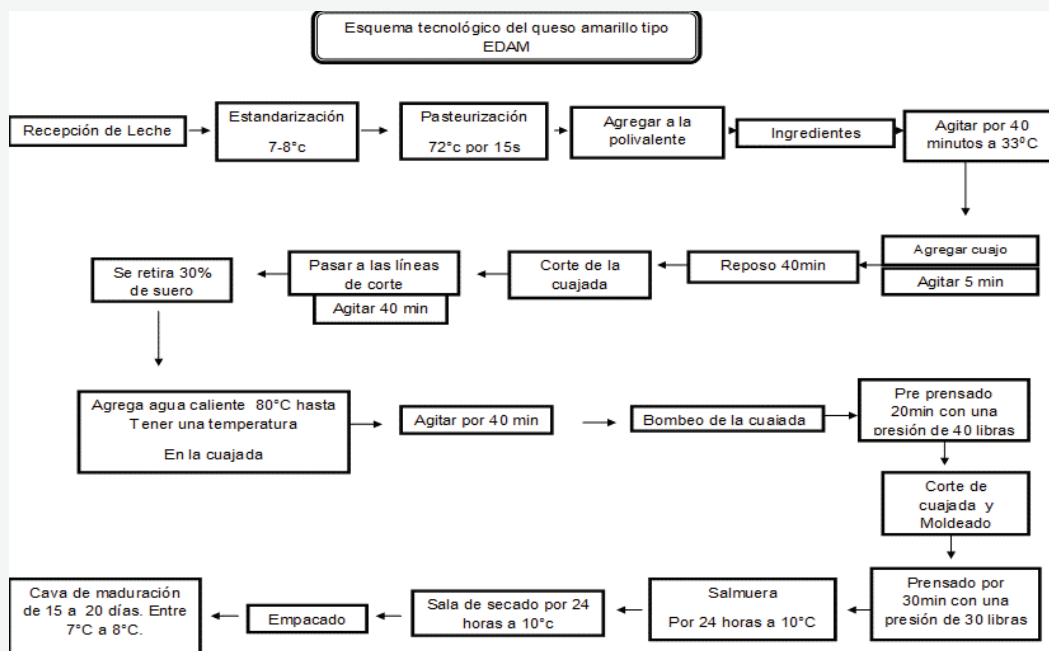 Esquema tecnológico del queso amarillo tipo
EDAM
Recepción de Leche
Estandarización
7-8°c
Pasteurización
72°c por 15s
Agregar a la
polivalente
Ingredientes
Agitar por 40
minutos a 33⁰C
Agregar cuajo
Agitar 5 min
Reposo 40min
Corte de la
cuajada
Pasar a las líneas
de corte
Agitar 40 min
Se retira 30%
de suero
Agrega agua caliente 80°C hasta
Tener una temperatura
En la cuajada
Agitar por 40 min
Bombeo de la cuaiada
Pre prensado
20min con una
presión de 40 libras
Corte de
cuajada y
Moldeado
Prensado por
30min con una
presión de 30 libras
Salmuera
Por 24 horas a 10°C
Sala de secado por 24
horas a 10°c
Empacado
Cava de maduración
de 15 a 20 días. Entre
7°C a 8°C.